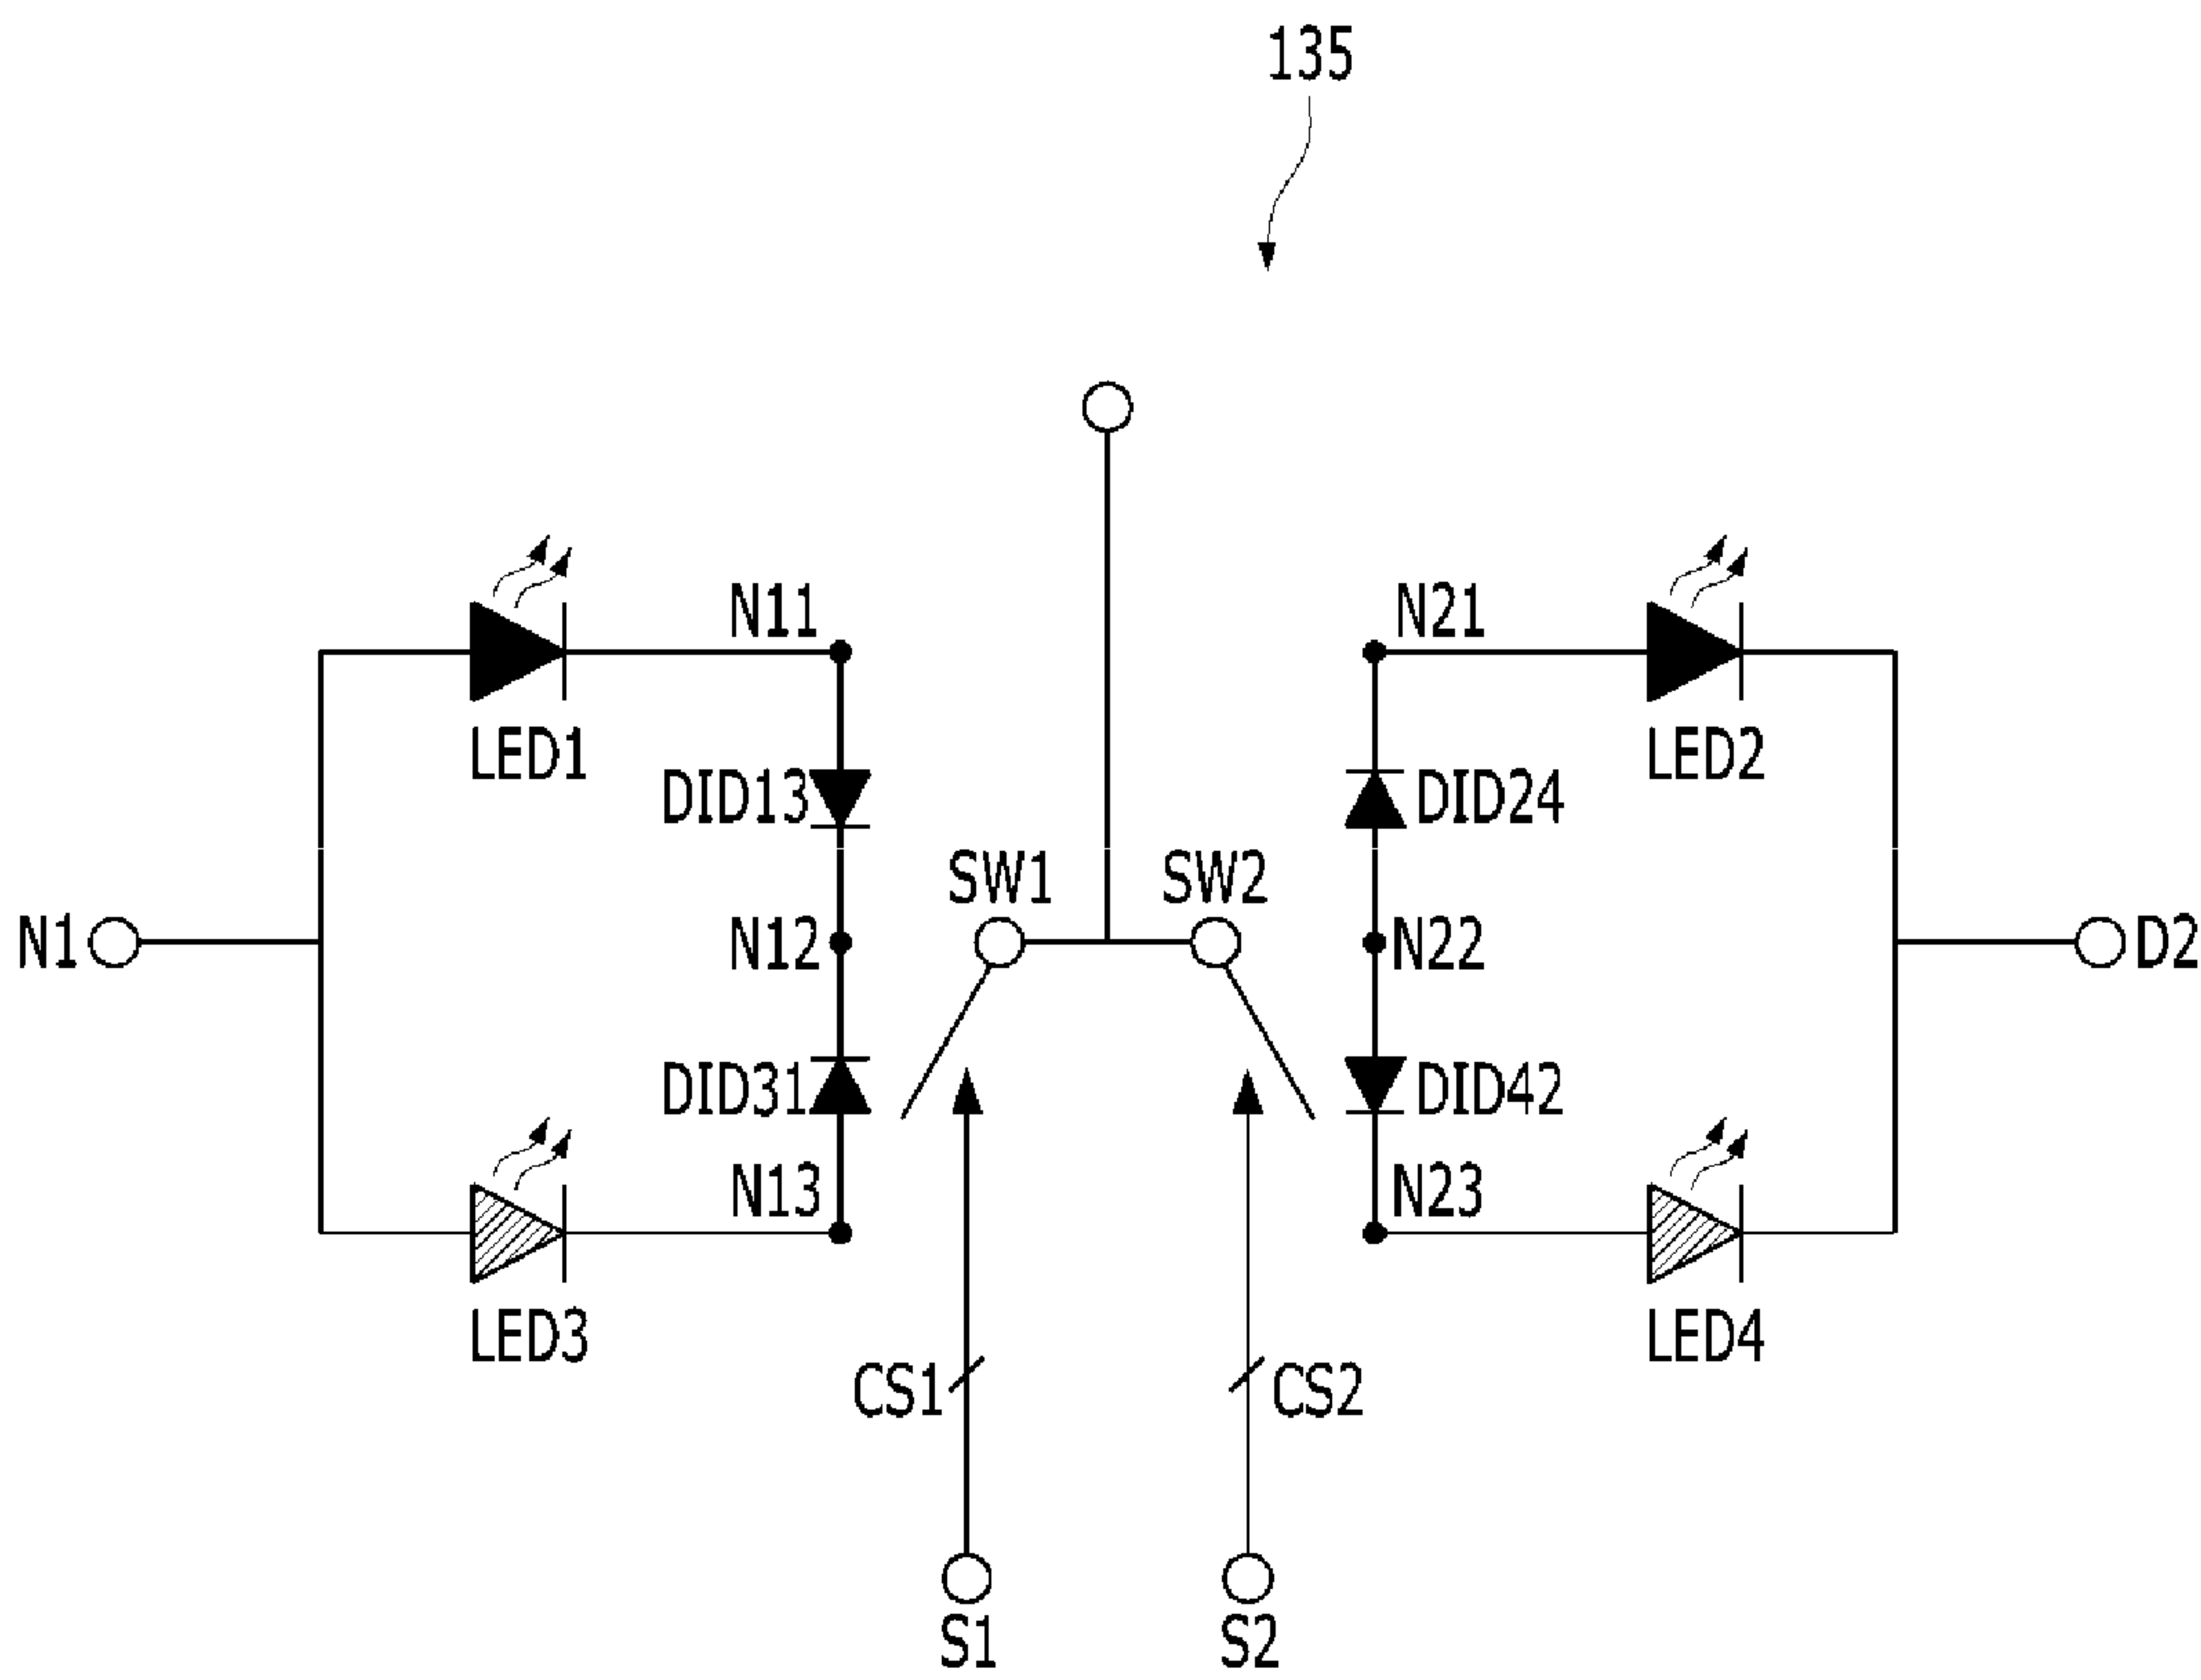 135
N11
N21
LED1
LED2
DID13
DID24
SW1
SW2
N1
N12
N22
D2
DID31
DID42
N13
N23
LED3
LED4
CS1
CS2
S1
S2